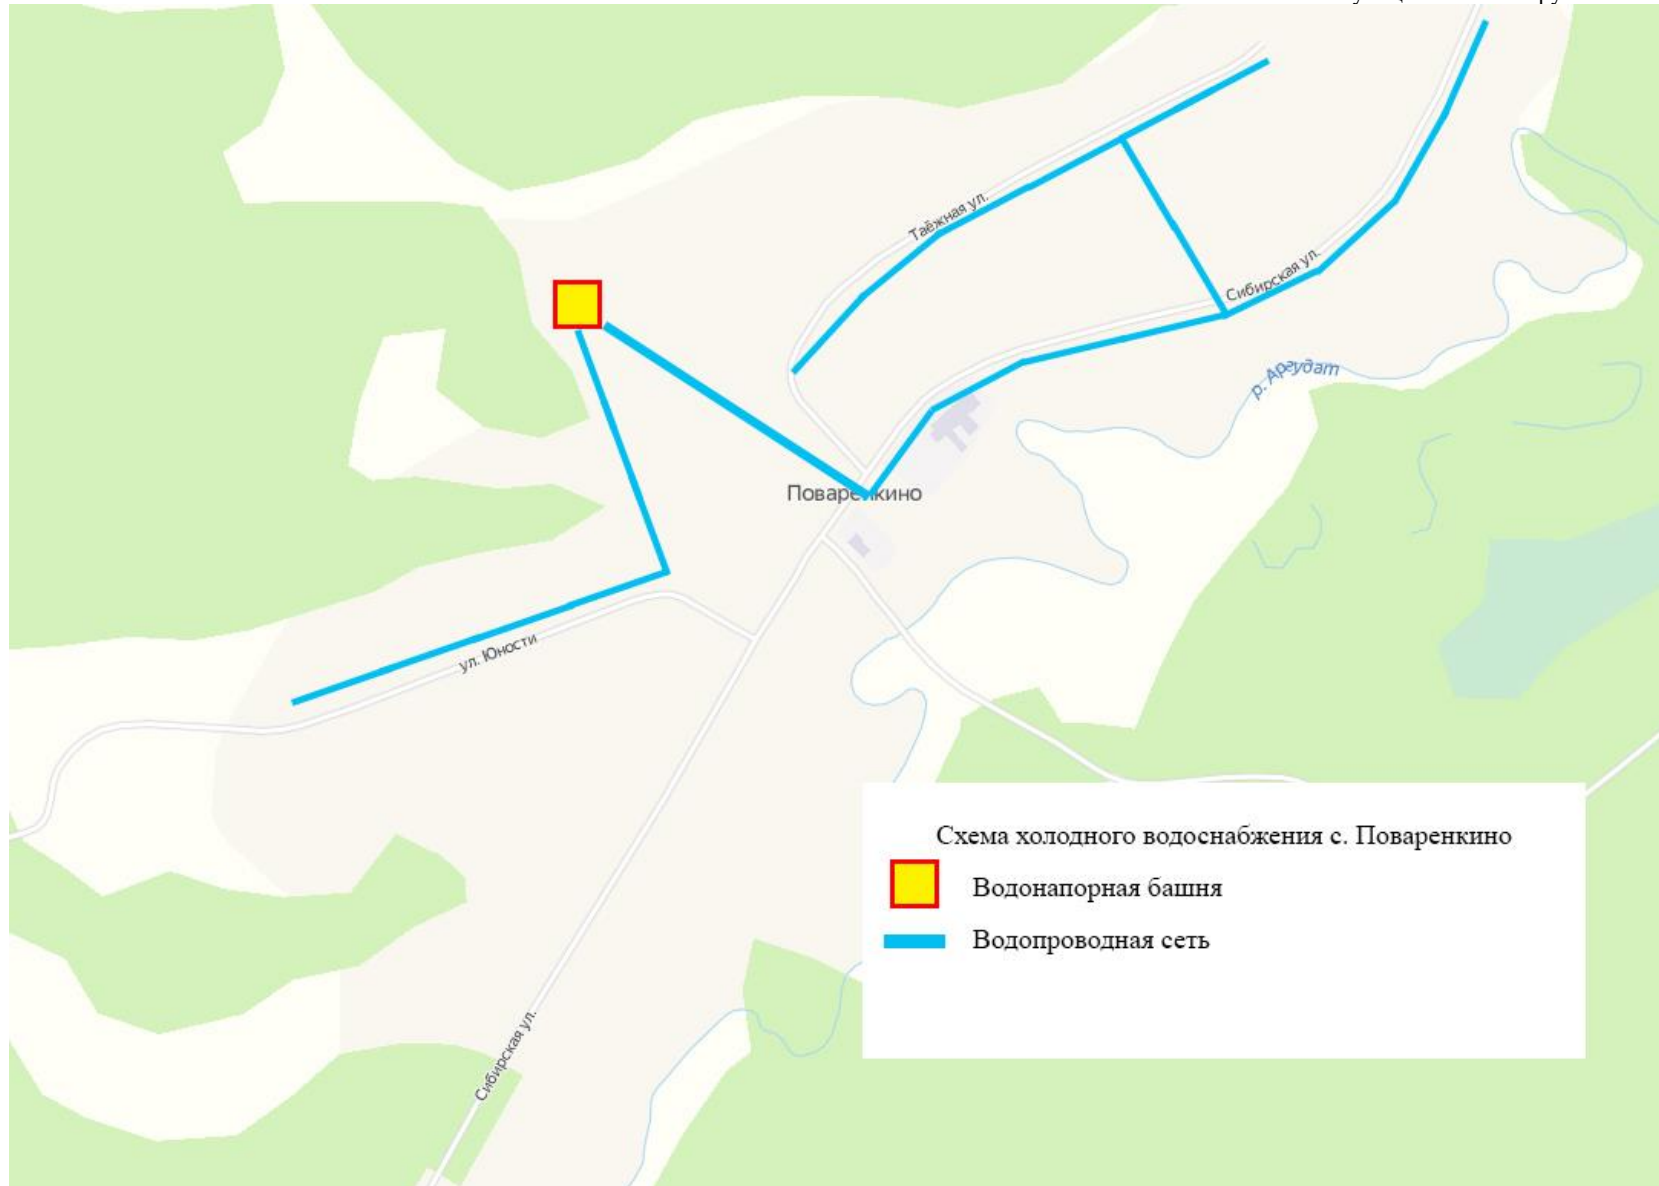 Таёжная ул.
Сибирская ул.
р. Аргудат
Поваренкино
ул. Юности
Схема холодного водоснабжения с. Поваренкино
Водонапорная башня
Водопроводная сеть
Сибирская ул.